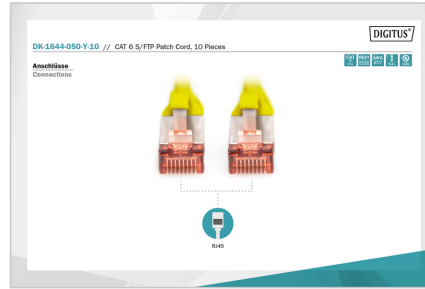 DIGITUS®
DK-1644-050-Y-10 // CAT 6 S/FTP Patch Cord, 10 Pieces
Anschlüsse
Connections
RJ45